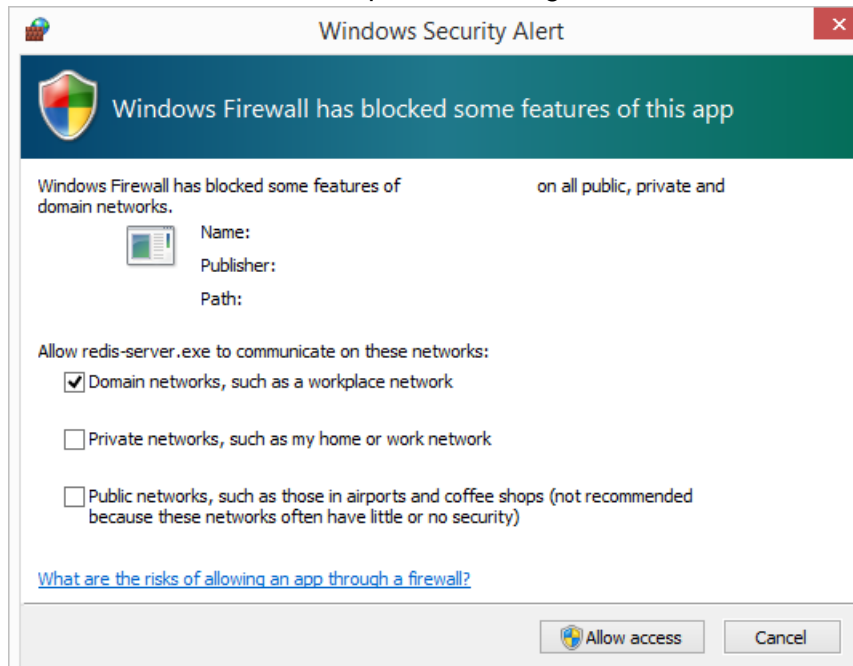 Windows Security Alert
Windows Firewall has blocked some features of this app
Windows Firewall has blocked some features of on all public, private and
domain networks.
Name:
Publisher:
Path:
Allow redis-server.exe to communicate on these networks:
Domain networks, such as a workplace network
Private networks, such as my home or work network
Public networks, such as those in airports and coffee shops (not recommended
because these networks often have little or no security)
What are the risks of allowing an app through a firewall?
Allow access Cancel